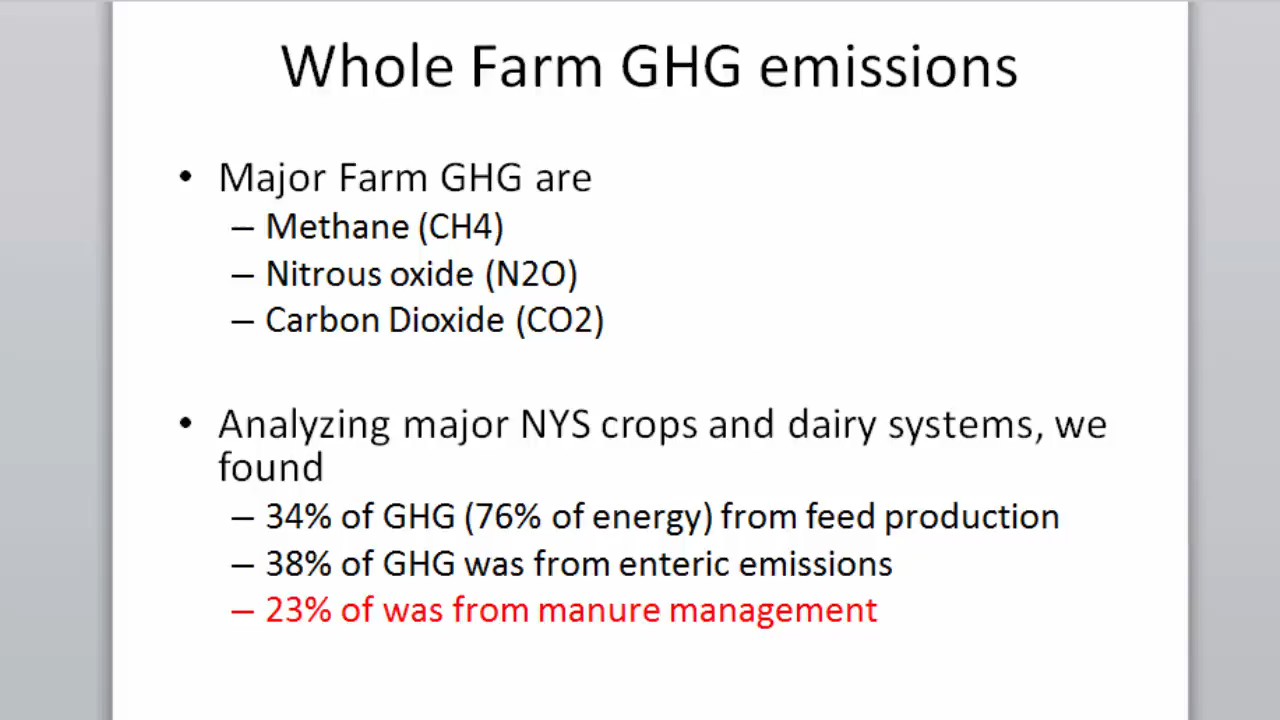 Whole Farm GHG emissions
• Major Farm GHG are
– Methane (CH4)
– Nitrous oxide (N2O)
– Carbon Dioxide (CO2)
• Analyzing major NYS crops and dairy systems, we
found
– 34% of GHG (76% of energy) from feed production
– 38% of GHG was from enteric emissions
– 23% of was from manure management